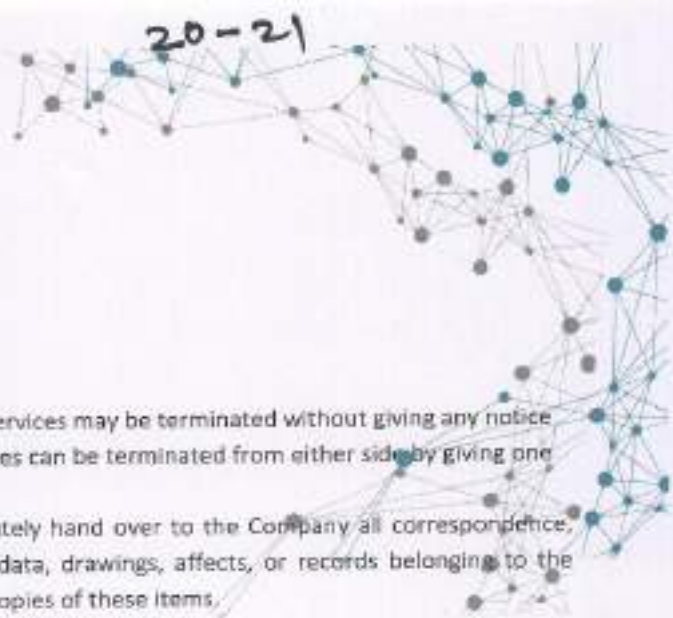 20-21
ervices may be terminated without giving any notice
es can be terminated from either side by giving one
tely hand over to the Company all correspondence,
data, drawings, affects, or records belonging to the
opies of these items.